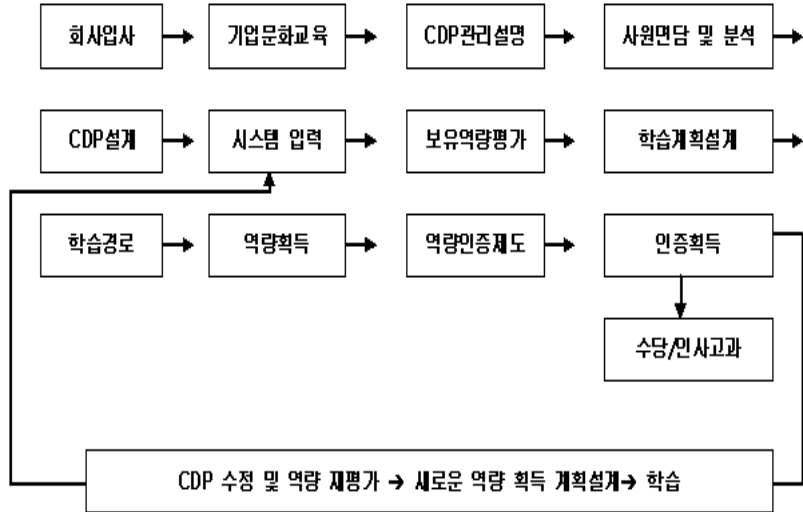 회사입사 → 기업문화교육 → CDP관리설명 → 사원면담 및 분석 →
CDP설계 → 시스템 입력 → 보유역량평가 → 학습계획설계 →
학습경로 → 역량획득 → 역량인증제도 → 인증획득
수당/인사고과
CDP 수정 및 역량 재평가 → 새로운 역량 획득 계획설계→ 학습